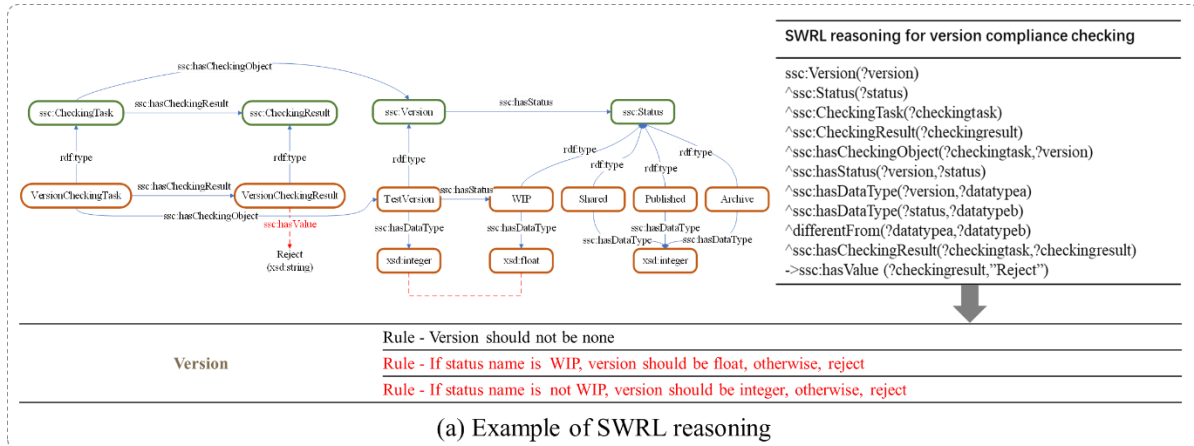 SWRL reasoning for version compliance checking
ssc:hasCheckingObject
ssc:CheckingTask
ssc:hasCheckingResult
ssc:CheckingResult
ssc:Version
ssc:hasStatus
ssc:Status
rdf:type
rdf:type
rdf:type
rdf:type
rdf:type
rdf:type
rdf:type
VersionCheckingTask
ssc:hasCheckingResult
VersionCheckingResult
TestVersion
ssc:hasStatus
WIP
Shared
Published
Archive
ssc:hasCheckingObject
ssc:hasValue
ssc:hasDataType
ssc:hasDataType
ssc:hasDataType
ssc:hasDataType
ssc:hasDataType
Reject
(xsd:string)
xsd:integer
xsd:float
xsd:integer
ssc:Version(?version)
^ssc:Status(?status)
^ssc:CheckingTask(?checkingtask)
^ssc:CheckingResult(?checkingresult)
^ssc:hasCheckingObject(?checkingtask,?version)
^ssc:hasStatus(?version,?status)
^ssc:hasDataType(?version,?datatypea)
^ssc:hasDataType(?status,?datatypeb)
^differentFrom(?datatypea,?datatypeb)
^ssc:hasCheckingResult(?checkingtask,?checkingresult)
->ssc:hasValue (?checkingresult,”Reject”)
Version
Rule - Version should not be none
Rule - If status name is WIP, version should be float, otherwise, reject
Rule - If status name is not WIP, version should be integer, otherwise, reject
(a) Example of SWRL reasoning